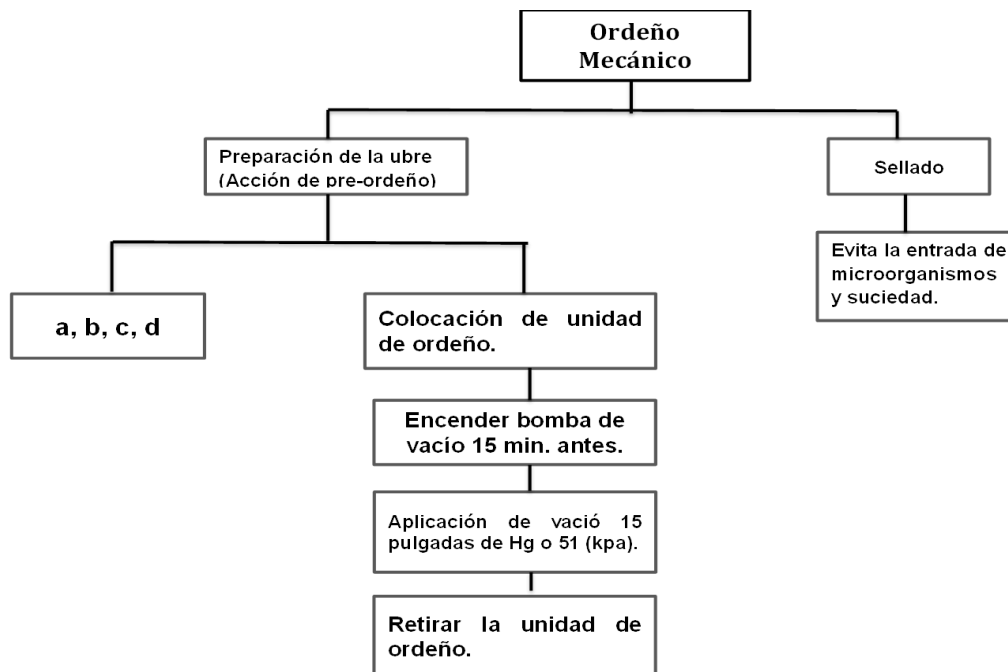 Ordeño
Mecánico
Preparación de la ubre
(Acción de pre-ordeño)
Sellado
Evita la entrada de
microorganismos
y suciedad.
a, b, c, d
Colocación de unidad
de ordeño.
Encender bomba de
vacío 15 min. antes.
Aplicación de vació 15
pulgadas de Hg o 51 (kpa).
Retirar la unidad de
ordeño.